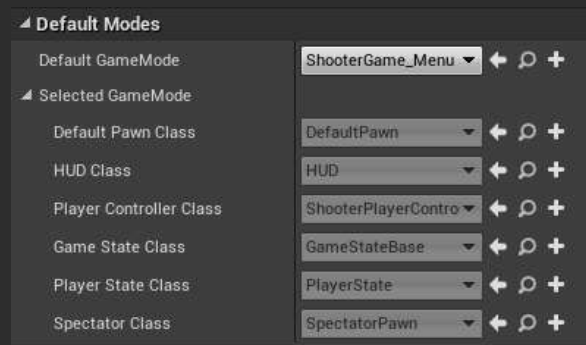 Default Modes
Default GameMode ShooterGame_Menu
Selected GameMode
Default Pawn Class DefaultPawn
HUD Class HUD
Player Controller Class ShooterPlayerContro
Game State Class GameStateBase
Player State Class PlayerState
Spectator Class SpectatorPawn